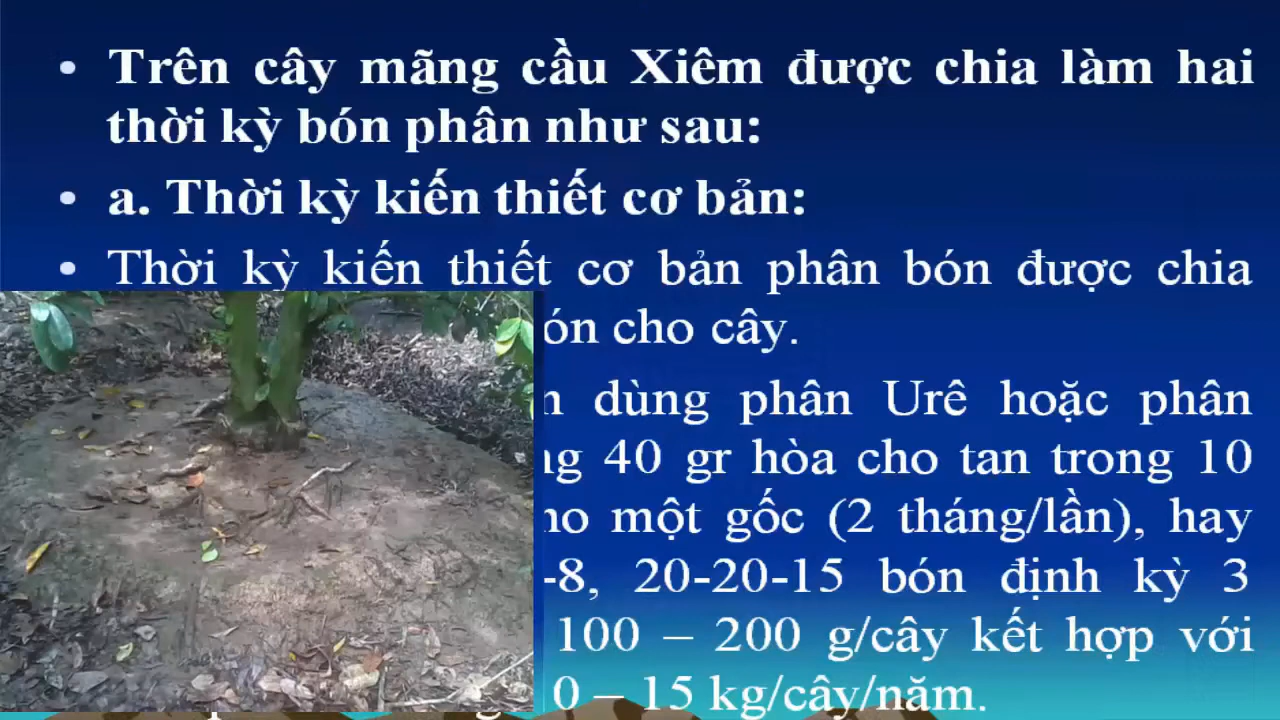 • Trên cây mãng cầu Xiêm được chia làm hai
thời kỳ bón phân như sau:
• a. Thời kỳ kiến thiết cơ bản:
• Thời kỳ kiến thiết cơ bản phân bón được chia
cho cây.
dùng phân Urê hoặc phân
40 gr hòa cho tan trong 10
một gốc (2 tháng/lần), hay
-8, 20-20-15 bón định kỳ 3
100 – 200 g/cây kết hợp với
0 – 15 kg/cây/năm.